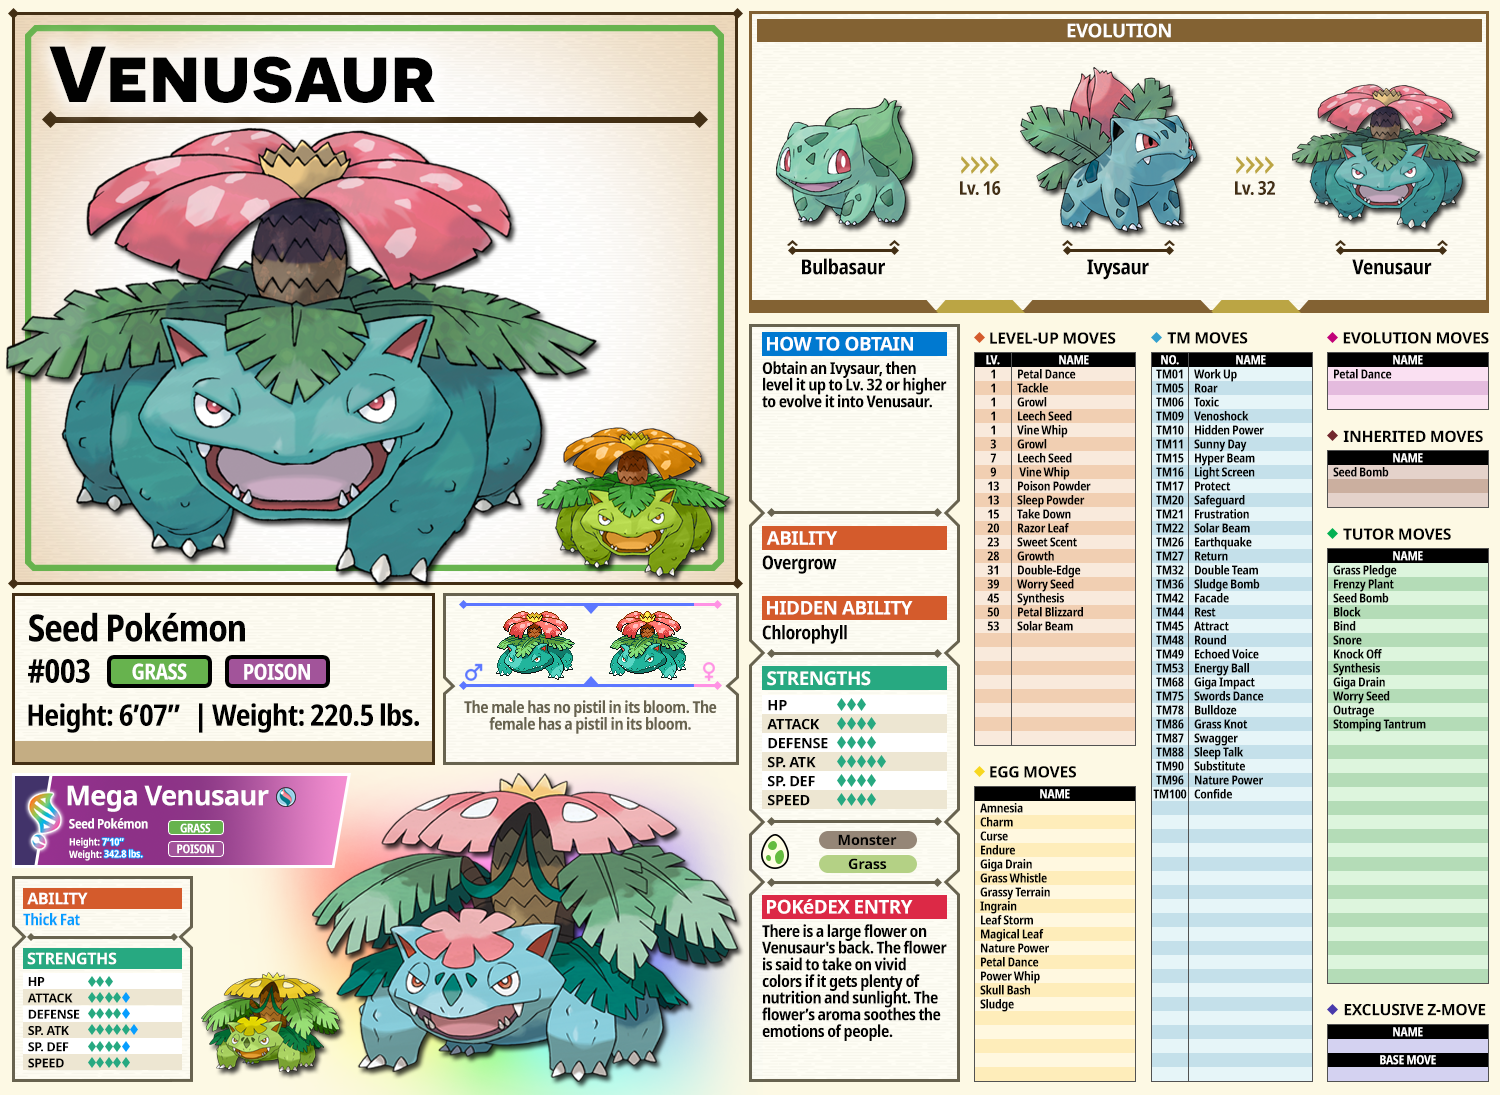 VENUSAUR
Seed Pokémon
#003 GRASS POISON
Height: 6’07” | Weight: 220.5 lbs.
♂ ♀
The male has no pistil in its bloom. The
female has a pistil in its bloom.
Mega Venusaur
Seed Pokémon
Height: 7’10”
Weight: 342.8 lbs.
GRASS
POISON
ABILITY
Thick Fat
STRENGTHS
HP
ATTACK
DEFENSE
SP. ATK
SP. DEF
SPEED
EVOLUTION
Lv. 16
Lv. 32
Bulbasaur
Ivysaur
Venusaur
HOW TO OBTAIN
Obtain an Ivysaur, then
level it up to Lv. 32 or higher
to evolve it into Venusaur.
ABILITY
Overgrow
HIDDEN ABILITY
Chlorophyll
STRENGTHS
HP
ATTACK
DEFENSE
SP. ATK
SP. DEF
SPEED
Monster
Grass
POKéDEX ENTRY
There is a large flower on
Venusaur's back. The flower
is said to take on vivid
colors if it gets plenty of
nutrition and sunlight. The
flower’s aroma soothes the
emotions of people.
LEVEL-UP MOVES
LV. NAME
1 Petal Dance
1 Tackle
1 Growl
1 Leech Seed
1 Vine Whip
3 Growl
7 Leech Seed
9 Vine Whip
13 Poison Powder
13 Sleep Powder
15 Take Down
20 Razor Leaf
23 Sweet Scent
28 Growth
31 Double-Edge
39 Worry Seed
45 Synthesis
50 Petal Blizzard
53 Solar Beam
EGG MOVES
NAME
Amnesia
Charm
Curse
Endure
Giga Drain
Grass Whistle
Grassy Terrain
Ingrain
Leaf Storm
Magical Leaf
Nature Power
Petal Dance
Power Whip
Skull Bash
Sludge
TM MOVES
NO. NAME
TM01 Work Up
TM05 Roar
TM06 Toxic
TM09 Venoshock
TM10 Hidden Power
TM11 Sunny Day
TM15 Hyper Beam
TM16 Light Screen
TM17 Protect
TM20 Safeguard
TM21 Frustration
TM22 Solar Beam
TM26 Earthquake
TM27 Return
TM32 Double Team
TM36 Sludge Bomb
TM42 Facade
TM44 Rest
TM45 Attract
TM48 Round
TM49 Echoed Voice
TM53 Energy Ball
TM68 Giga Impact
TM75 Swords Dance
TM78 Bulldoze
TM86 Grass Knot
TM87 Swagger
TM88 Sleep Talk
TM90 Substitute
TM96 Nature Power
TM100 Confide
EVOLUTION MOVES
NAME
Petal Dance
INHERITED MOVES
NAME
Seed Bomb
TUTOR MOVES
NAME
Grass Pledge
Frenzy Plant
Seed Bomb
Block
Bind
Snore
Knock Off
Synthesis
Giga Drain
Worry Seed
Outrage
Stomping Tantrum
EXCLUSIVE Z-MOVE
NAME
BASE MOVE